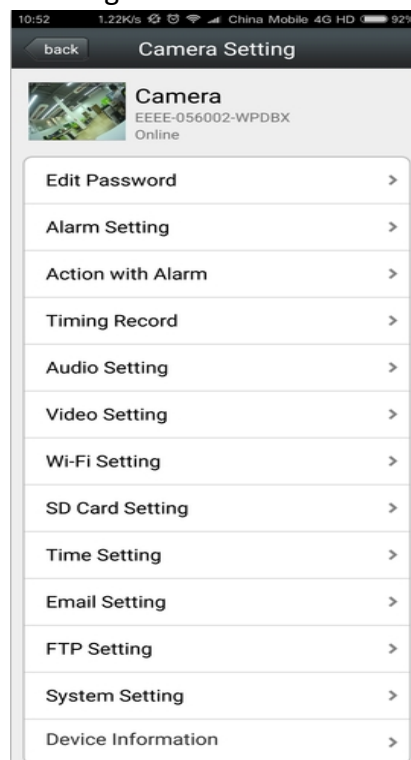 10:52 1.22K/s China Mobile 4G HD 92%
back Camera Setting
Camera
EEEE-056002-WPDBX
Online
Edit Password >
Alarm Setting >
Action with Alarm >
Timing Record >
Audio Setting >
Video Setting >
Wi-Fi Setting >
SD Card Setting >
Time Setting >
Email Setting >
FTP Setting >
System Setting >
Device Information >